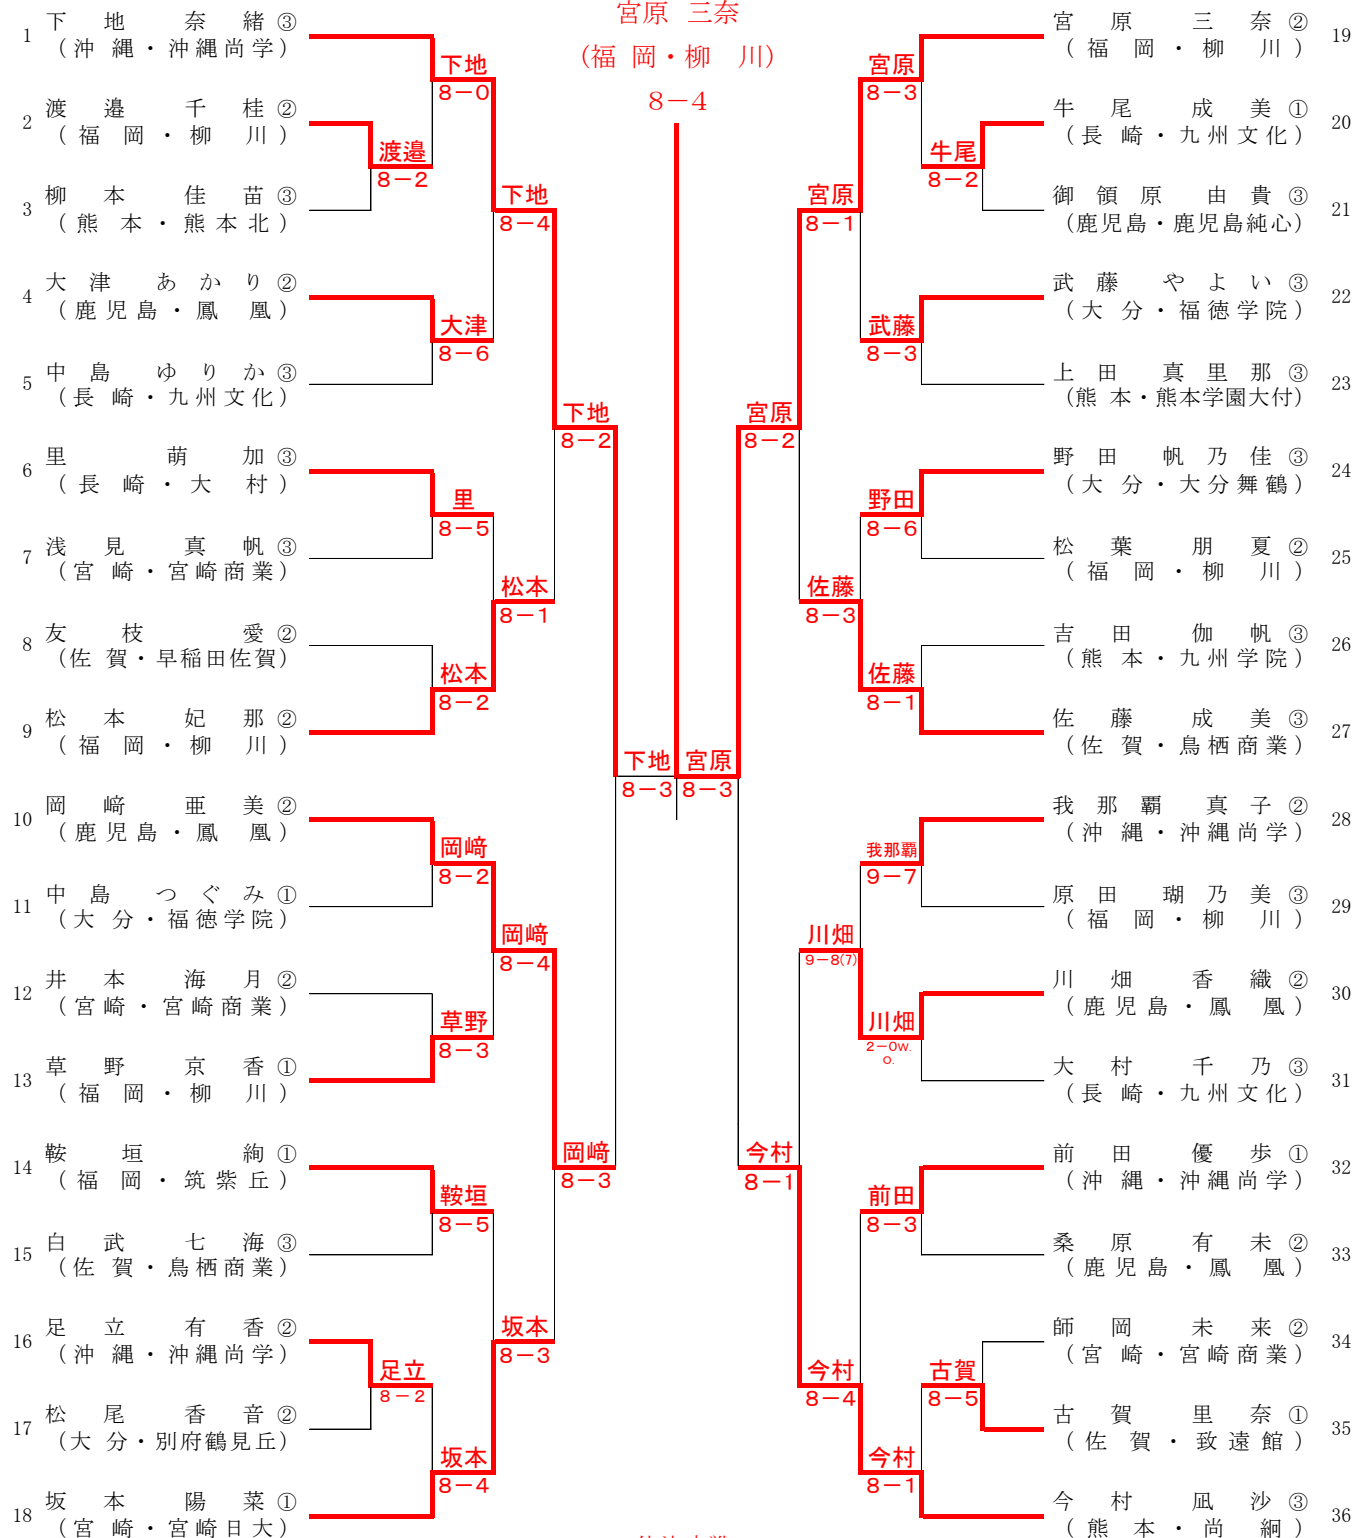 宮原 三奈
(福 岡・柳 川)
8－4
1 下 地 奈 緒 ③
(沖 縄・沖縄尚学)
2 渡 邉 千 桂 ②
(福 岡・柳 川)
3 柳 本 佳 苗 ③
(熊 本・熊本北)
4 大 津 あ か り ②
(鹿児島・鳳 凰)
5 中 島 ゆ り か ③
(長 崎・九州文化)
6 里 萌 加 ③
(長 崎・大 村)
7 浅 見 真 帆 ③
(宮 崎・宮崎商業)
8 友 枝 愛 ②
(佐 賀・早稲田佐賀)
9 松 本 妃 那 ②
(福 岡・柳 川)
10 岡 﨑 亜 美 ②
(鹿児島・鳳 凰)
11 中 島 つ ぐ み ①
(大 分・福徳学院)
12 井 本 海 月 ②
(宮 崎・宮崎商業)
13 草 野 京 香 ①
(福 岡・柳 川)
14 鞍 垣 絢 ①
(福 岡・筑紫丘)
15 白 武 七 海 ③
(佐 賀・鳥栖商業)
16 足 立 有 香 ②
(沖 縄・沖縄尚学)
17 松 尾 香 音 ②
(大 分・別府鶴見丘)
18 坂 本 陽 菜 ①
(宮 崎・宮崎日大)
渡邉
8－2
足立
8－2
下地
8－0
大津
8－6
里
8－5
松本
8－2
岡﨑
8－2
草野
8－3
鞍垣
8－5
坂本
8－4
下地
8－4
松本
8－1
岡﨑
8－4
坂本
8－3
下地
8－2
岡﨑
8－3
下地
8－3
宮原
8－3
宮原
8－2
今村
8－1
宮原
8－1
佐藤
8－3
川畑
9－8(7)
今村
8－4
宮原
8－3
武藤
8－3
野田
8－6
佐藤
8－1
我那覇
9－7
川畑
2－0w.
o.
前田
8－3
今村
8－1
牛尾
8－2
古賀
8－5
宮 原 三 奈 ② 19
(福 岡・柳 川)
牛 尾 成 美 ① 20
(長 崎・九州文化)
御 領 原 由 貴 ③ 21
(鹿児島・鹿児島純心)
武 藤 や よ い ③ 22
(大 分・福徳学院)
上 田 真 里 那 ③ 23
(熊 本・熊本学園大付)
野 田 帆 乃 佳 ③ 24
(大 分・大分舞鶴)
松 葉 朋 夏 ② 25
(福 岡・柳 川)
吉 田 伽 帆 ③ 26
(熊 本・九州学院)
佐 藤 成 美 ③ 27
(佐 賀・鳥栖商業)
我 那 覇 真 子 ② 28
(沖 縄・沖縄尚学)
原 田 瑚 乃 美 ③ 29
(福 岡・柳 川)
川 畑 香 織 ② 30
(鹿児島・鳳 凰)
大 村 千 乃 ③ 31
(長 崎・九州文化)
前 田 優 歩 ① 32
(沖 縄・沖縄尚学)
桑 原 有 未 ② 33
(鹿児島・鳳 凰)
師 岡 未 来 ② 34
(宮 崎・宮崎商業)
古 賀 里 奈 ① 35
(佐 賀・致遠館)
今 村 凪 沙 ③ 36
(熊 本・尚 絅)